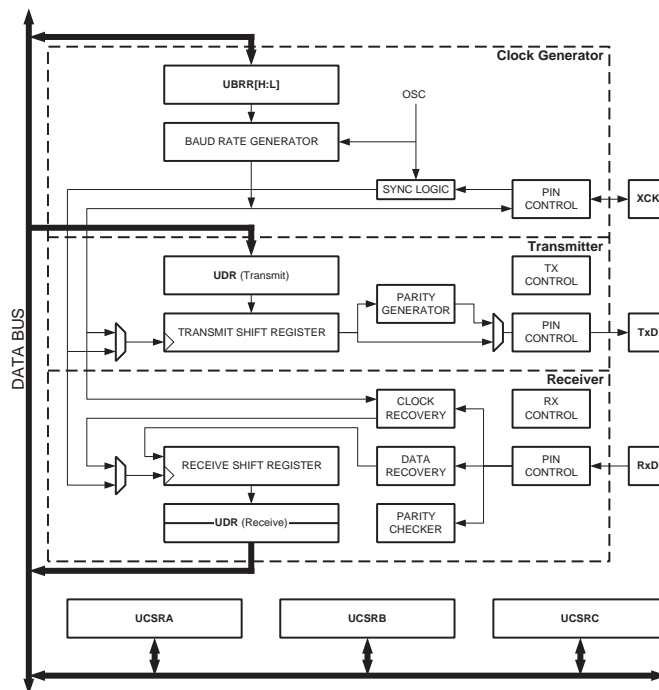 Clock Generator
UBRR[H:L]
OSC
BAUD RATE GENERATOR
SYNC LOGIC
PIN
CONTROL
XCK
Transmitter
UDR (Transmit)
TX
CONTROL
PARITY
GENERATOR
TRANSMIT SHIFT REGISTER
PIN
CONTROL
TxD
DATA BUS
Receiver
CLOCK
RECOVERY
RX
CONTROL
RECEIVE SHIFT REGISTER
DATA
RECOVERY
PIN
CONTROL
RxD
UDR (Receive)
PARITY
CHECKER
UCSRA
UCSRB
UCSRC